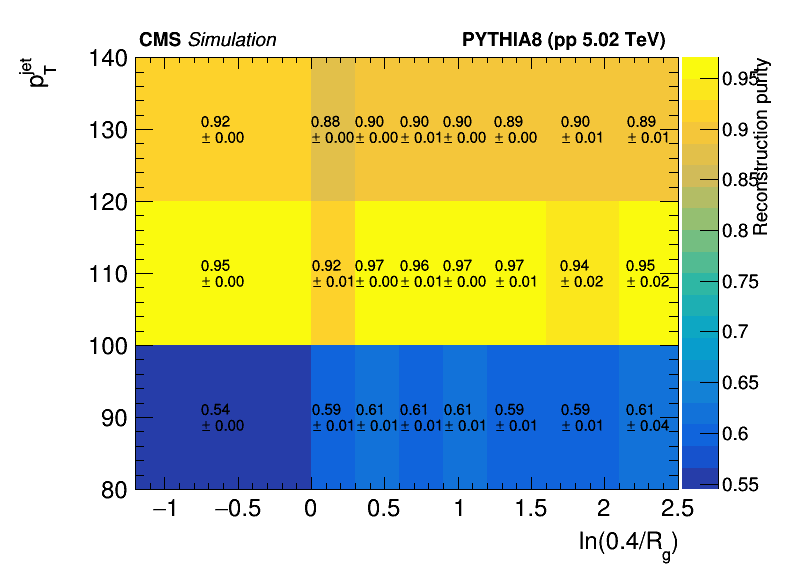 CMS Simulation PYTHIA8 (pp 5.02 TeV)
p_T^jet
140
130
120
110
100
90
80
0.92 0.88 0.90 0.90 0.90 0.89 0.90 0.89
± 0.00 ± 0.00 ± 0.00 ± 0.01 ± 0.00 ± 0.00 ± 0.01 ± 0.01
0.95 0.92 0.97 0.96 0.97 0.97 0.94 0.95
± 0.00 ± 0.01 ± 0.00 ± 0.01 ± 0.00 ± 0.01 ± 0.02 ± 0.02
0.54 0.59 0.61 0.61 0.61 0.59 0.59 0.61
± 0.00 ± 0.01 ± 0.01 ± 0.01 ± 0.01 ± 0.01 ± 0.01 ± 0.04
−1 −0.5 0 0.5 1 1.5 2 2.5
ln(0.4/R_g)
0.95
0.9
0.85
0.8
0.75
0.7
0.65
0.6
0.55
Reconstruction purity